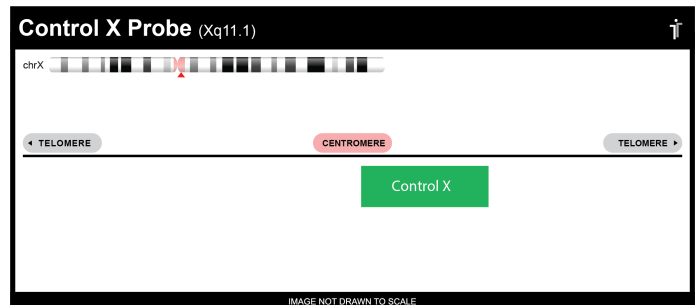 Control X Probe (Xq11.1)
chrX
TELOMERE
CENTROMERE
TELOMERE
Control X
IMAGE NOT DRAWN TO SCALE